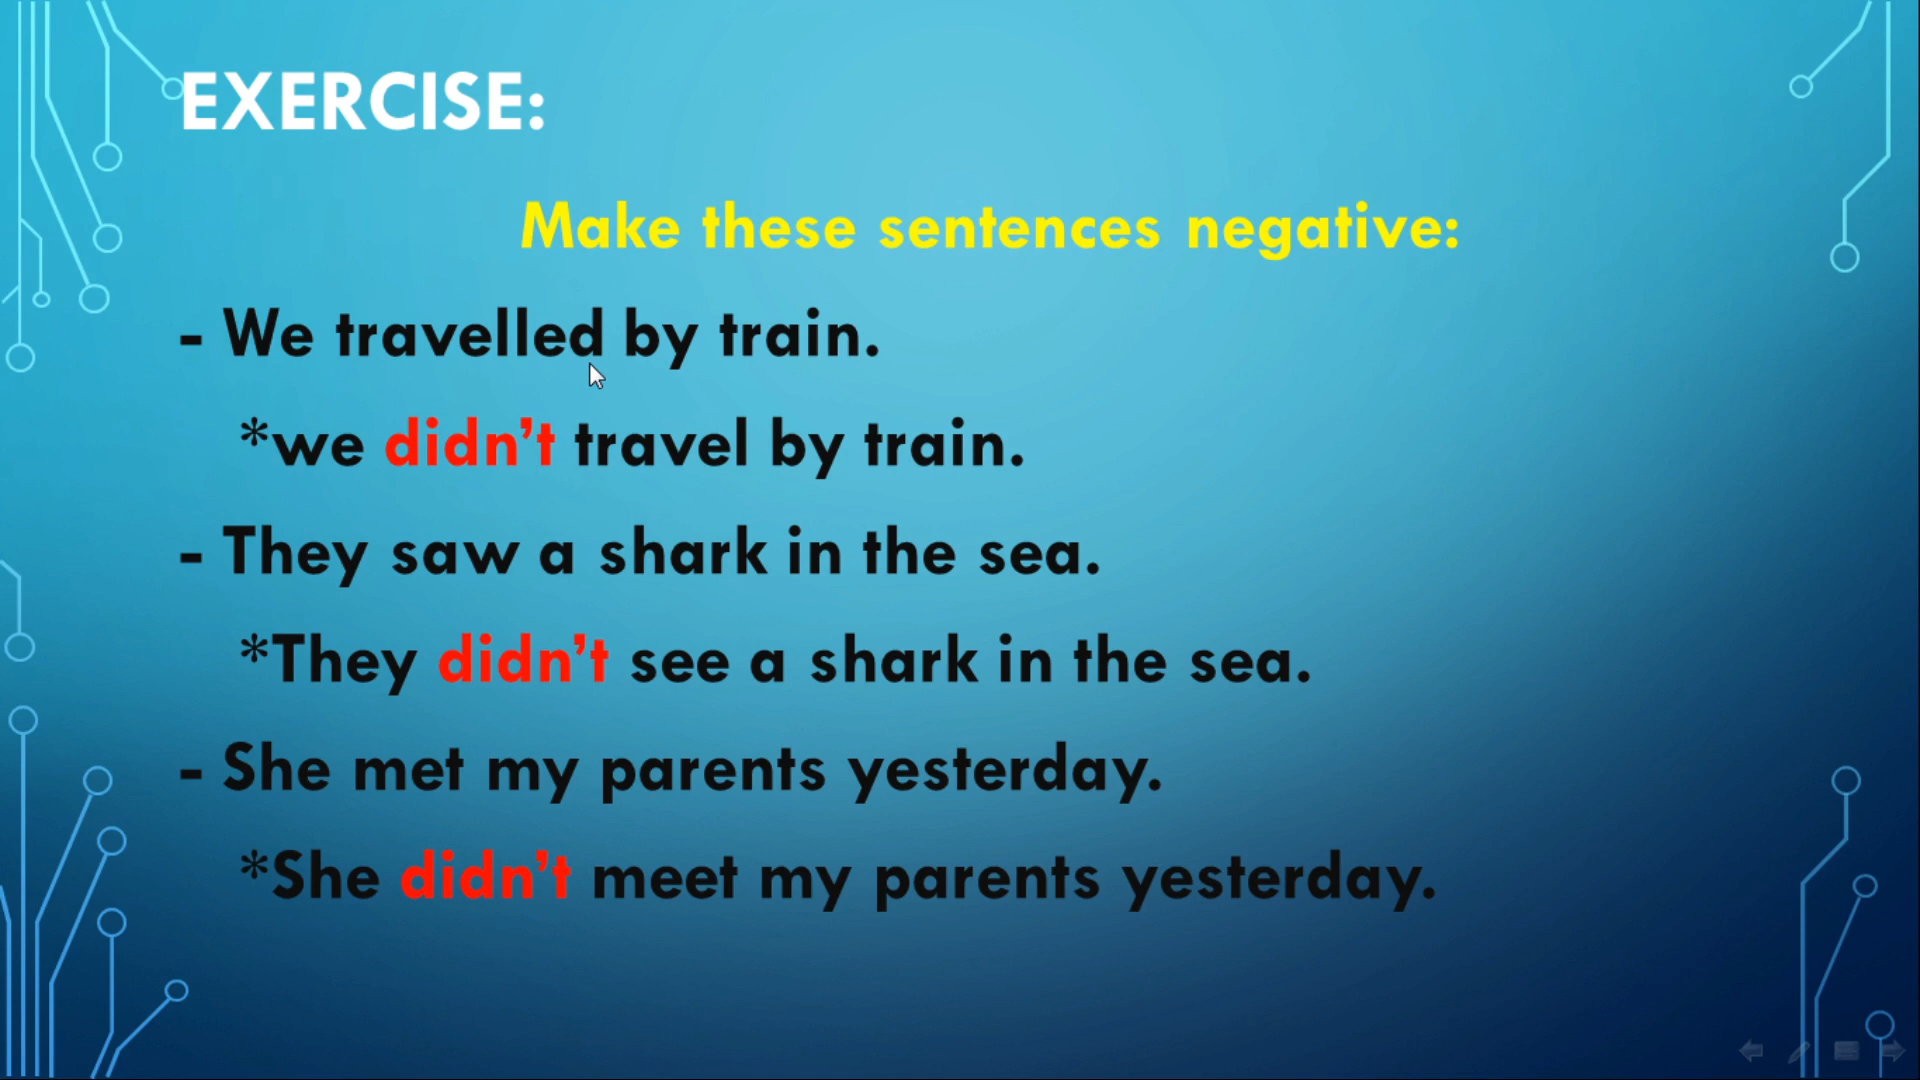 EXERCISE:
Make these sentences negative:
- We travelled by train.
*we didn’t travel by train.
- They saw a shark in the sea.
*They didn’t see a shark in the sea.
- She met my parents yesterday.
*She didn’t meet my parents yesterday.